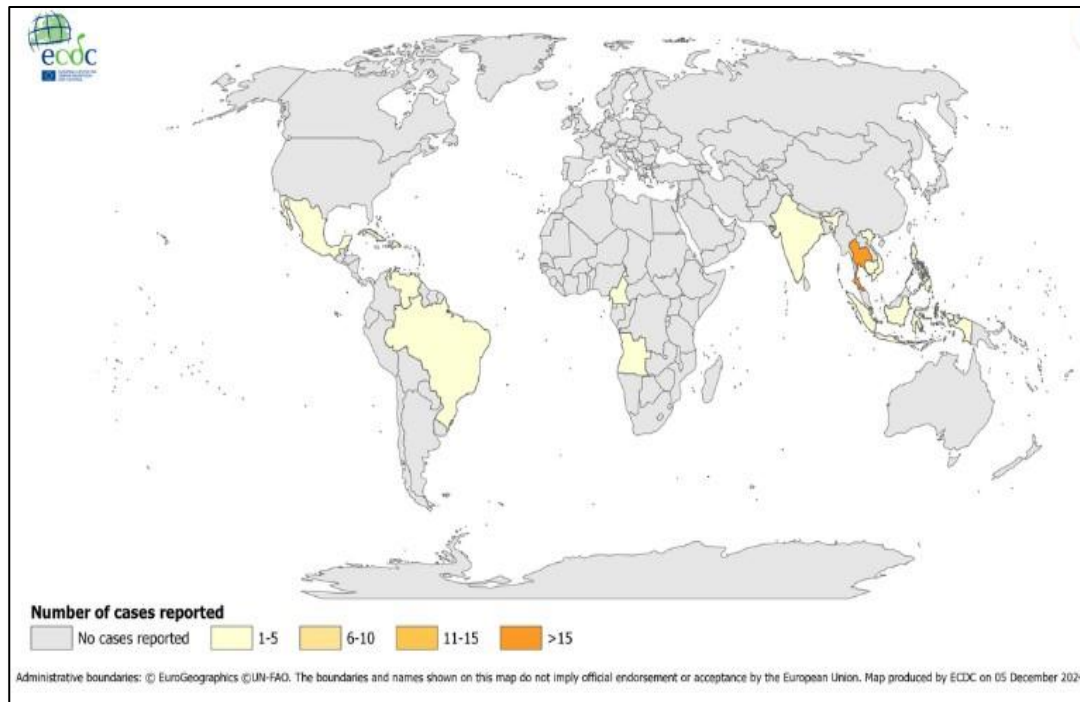 ecdc
Number of cases reported
No cases reported
1-5
6-10
11-15
>15
Administrative boundaries: © EuroGeographics ©UN-FAO. The boundaries and names shown on this map do not imply official endorsement or acceptance by the European Union. Map produced by ECDC on 05 December 202